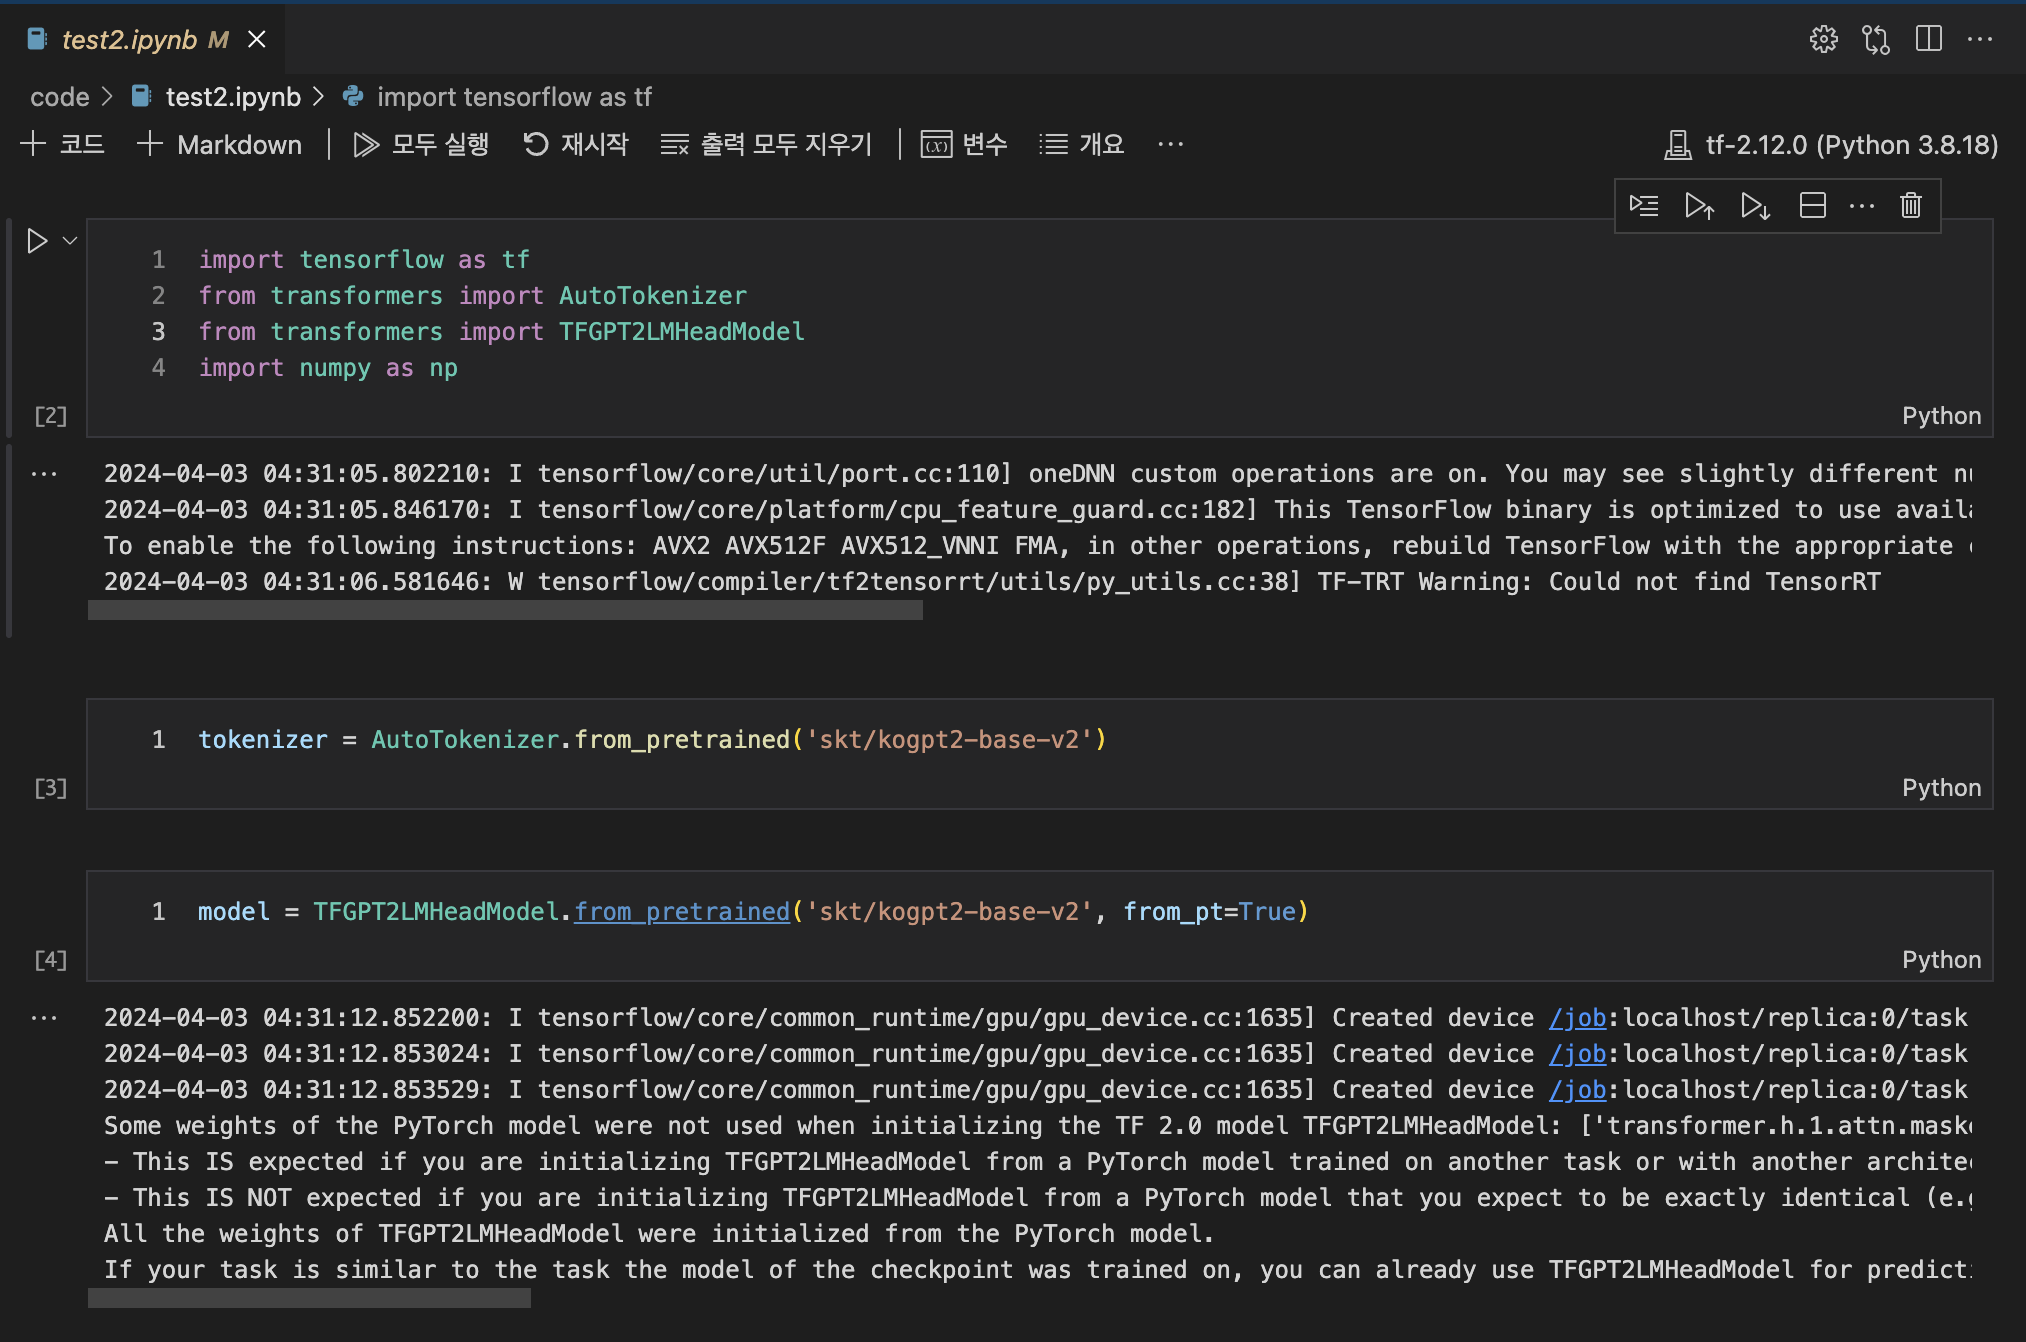 test2.ipynb M
code > test2.ipynb > import tensorflow as tf
+ 코드 + Markdown 모두 실행 재시작 출력 모두 지우기 변수 개요 ... tf-2.12.0 (Python 3.8.18)
1 import tensorflow as tf
2 from transformers import AutoTokenizer
3 from transformers import TFGPT2LMHeadModel
4 import numpy as np
[2] Python
2024-04-03 04:31:05.802210: I tensorflow/core/util/port.cc:110] oneDNN custom operations are on. You may see slightly different
2024-04-03 04:31:05.846170: I tensorflow/core/platform/cpu_feature_guard.cc:182] This TensorFlow binary is optimized to use
To enable the following instructions: AVX2 AVX512F AVX512_VNNI FMA, in other operations, rebuild TensorFlow with the appropriate
2024-04-03 04:31:06.581646: W tensorflow/compiler/tf2tensorrt/utils/py_utils.cc:38] TF-TRT Warning: Could not find TensorRT
1 tokenizer = AutoTokenizer.from_pretrained('skt/kogpt2-base-v2')
[3] Python
1 model = TFGPT2LMHeadModel.from_pretrained('skt/kogpt2-base-v2', from_pt=True)
[4] Python
2024-04-03 04:31:12.852200: I tensorflow/core/common_runtime/gpu/gpu_device.cc:1635] Created device /job:localhost/replica:0/task
2024-04-03 04:31:12.853024: I tensorflow/core/common_runtime/gpu/gpu_device.cc:1635] Created device /job:localhost/replica:0/task
2024-04-03 04:31:12.853529: I tensorflow/core/common_runtime/gpu/gpu_device.cc:1635] Created device /job:localhost/replica:0/task
Some weights of the PyTorch model were not used when initializing the TF 2.0 model TFGPT2LMHeadModel: ['transformer.h.1.attn.mask
- This IS expected if you are initializing TFGPT2LMHeadModel from a PyTorch model trained on another task or with another
- This IS NOT expected if you are initializing TFGPT2LMHeadModel from a PyTorch model that you expect to be exactly identical (e.
All the weights of TFGPT2LMHeadModel were initialized from the PyTorch model.
If your task is similar to the task the model of the checkpoint was trained on, you can already use TFGPT2LMHeadModel for